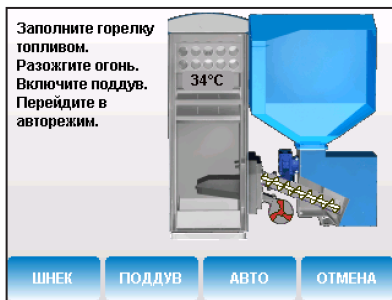 Заполните горелку
топливом.
Разожгите огонь.
Включите поддув.
Перейдите в
авторежим.
34°C
ШНЕК ПОДДУВ АВТО ОТМЕНА